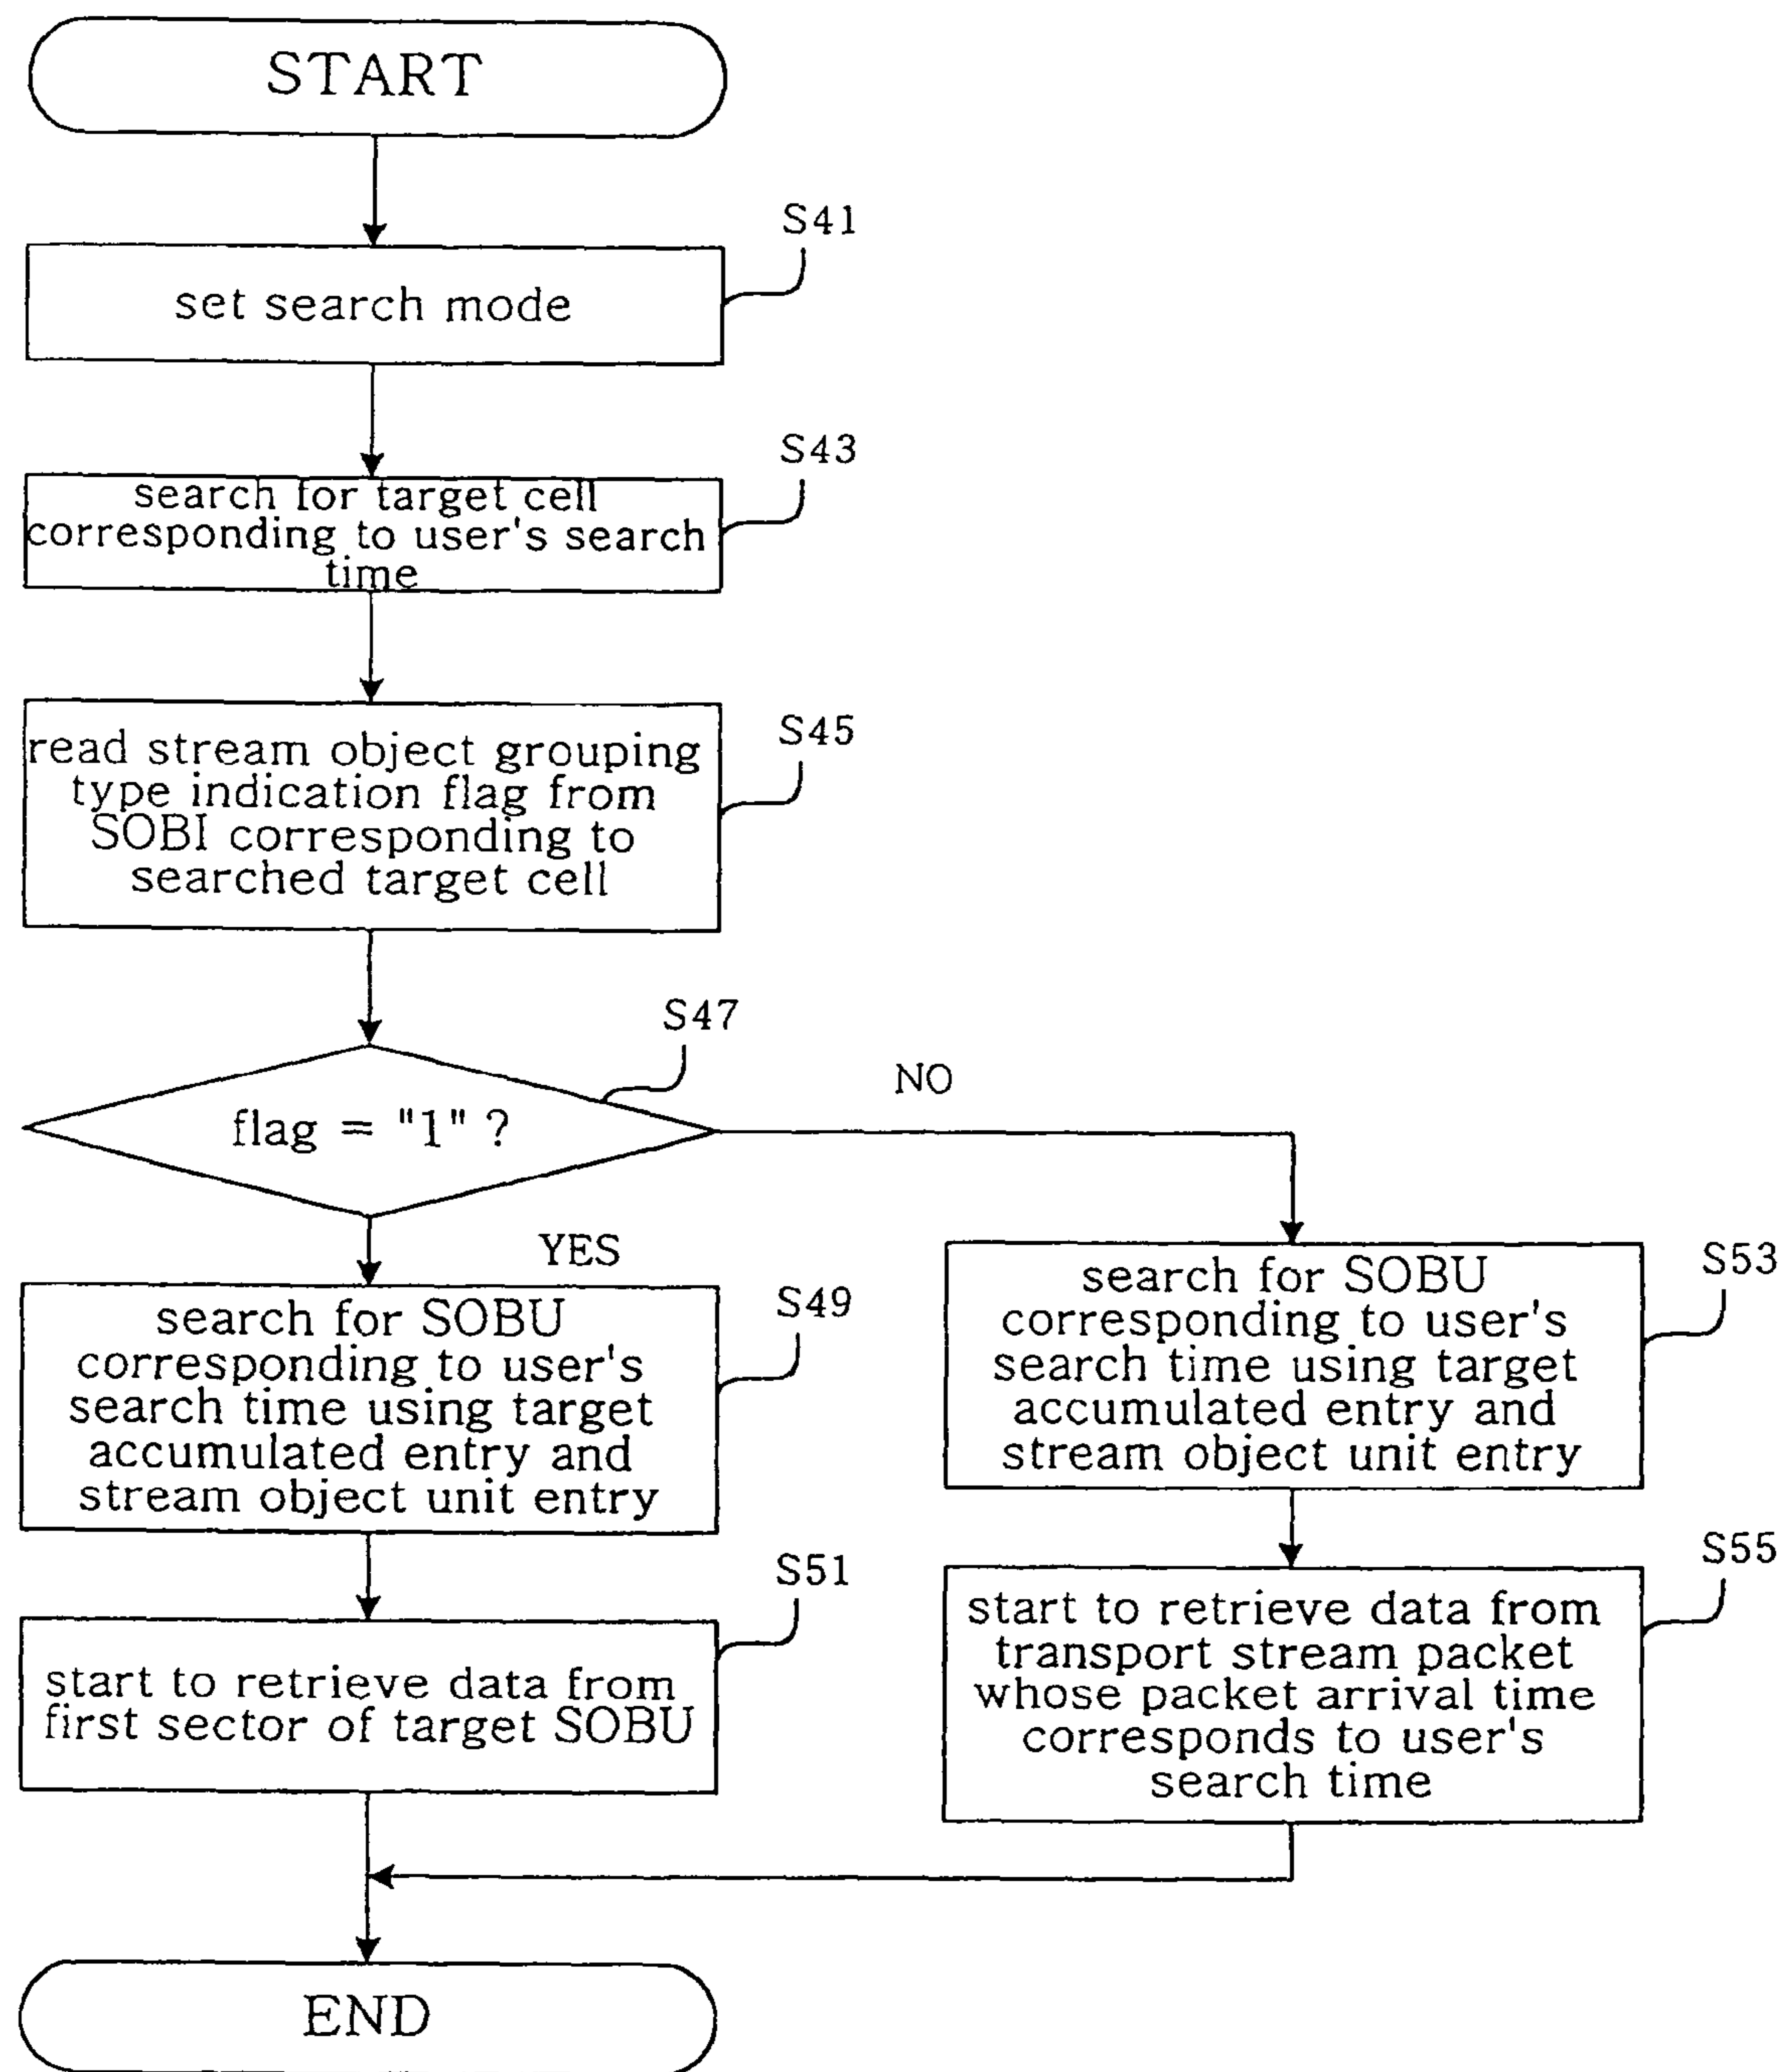 START
S41
set search mode
S43
search for target cell
corresponding to user's search
time
S45
read stream object grouping
type indication flag from
SOBI corresponding to
searched target cell
S47
flag = "1" ?
NO
YES
S49
search for SOBU
corresponding to user's
search time using target
accumulated entry and
stream object unit entry
S51
start to retrieve data from
first sector of target SOBU
S53
search for SOBU
corresponding to user's
search time using target
accumulated entry and
stream object unit entry
S55
start to retrieve data from
transport stream packet
whose packet arrival time
corresponds to user's
search time
END